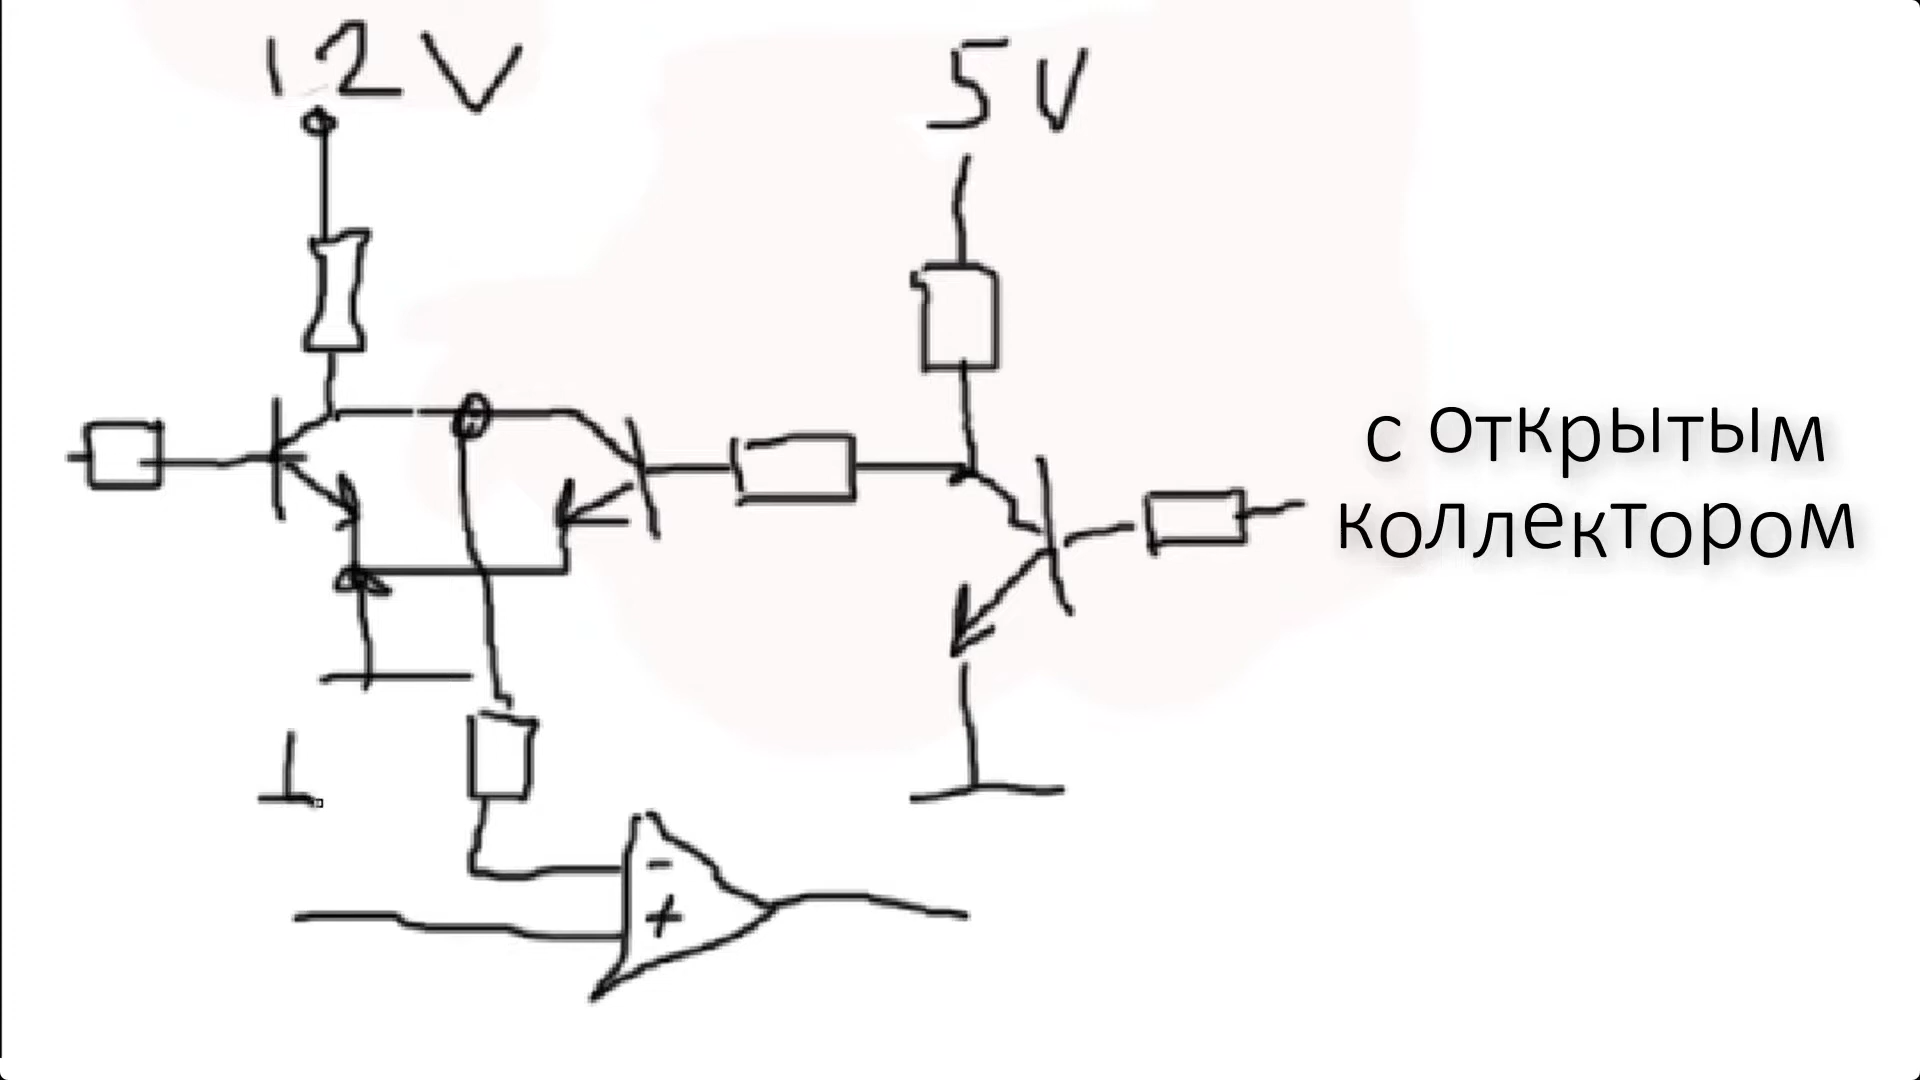 12V
5V
-
+
с открытым
коллектором